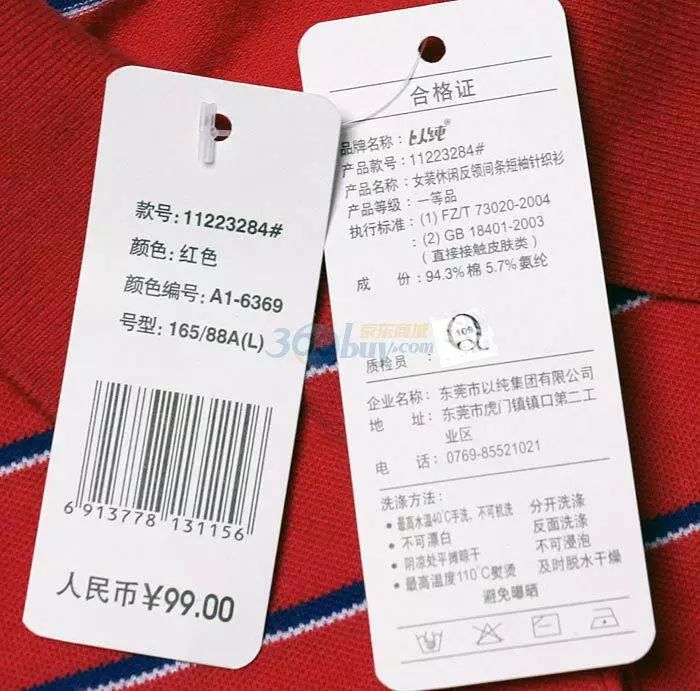 款号: 11223284#
颜色: 红色
颜色编号: A1-6369
号型: 165/88A(L)
6 913778 131156
人民币 ¥99.00
合格证
品牌名称: 以纯®
产品款号: 11223284#
产品名称: 女装休闲反领间条短袖针织衫
产品等级: 一等品
执行标准: (1) FZ/T 73020-2004
: (2) GB 18401-2003
(直接接触皮肤类)
成 份: 94.3%棉 5.7%氨纶
质检员:
企业名称: 东莞市以纯集团有限公司
地 址: 东莞市虎门镇镇口第二工
业区
电 话: 0769-85521021
洗涤方法:
• 最高水温40℃手洗,不可机洗 分开洗涤
• 不可漂白 反面洗涤
• 阴凉处平摊晾干 不可浸泡
• 最高温度110℃熨烫 及时脱水干燥
避免曝晒
360buy.com
京东商城